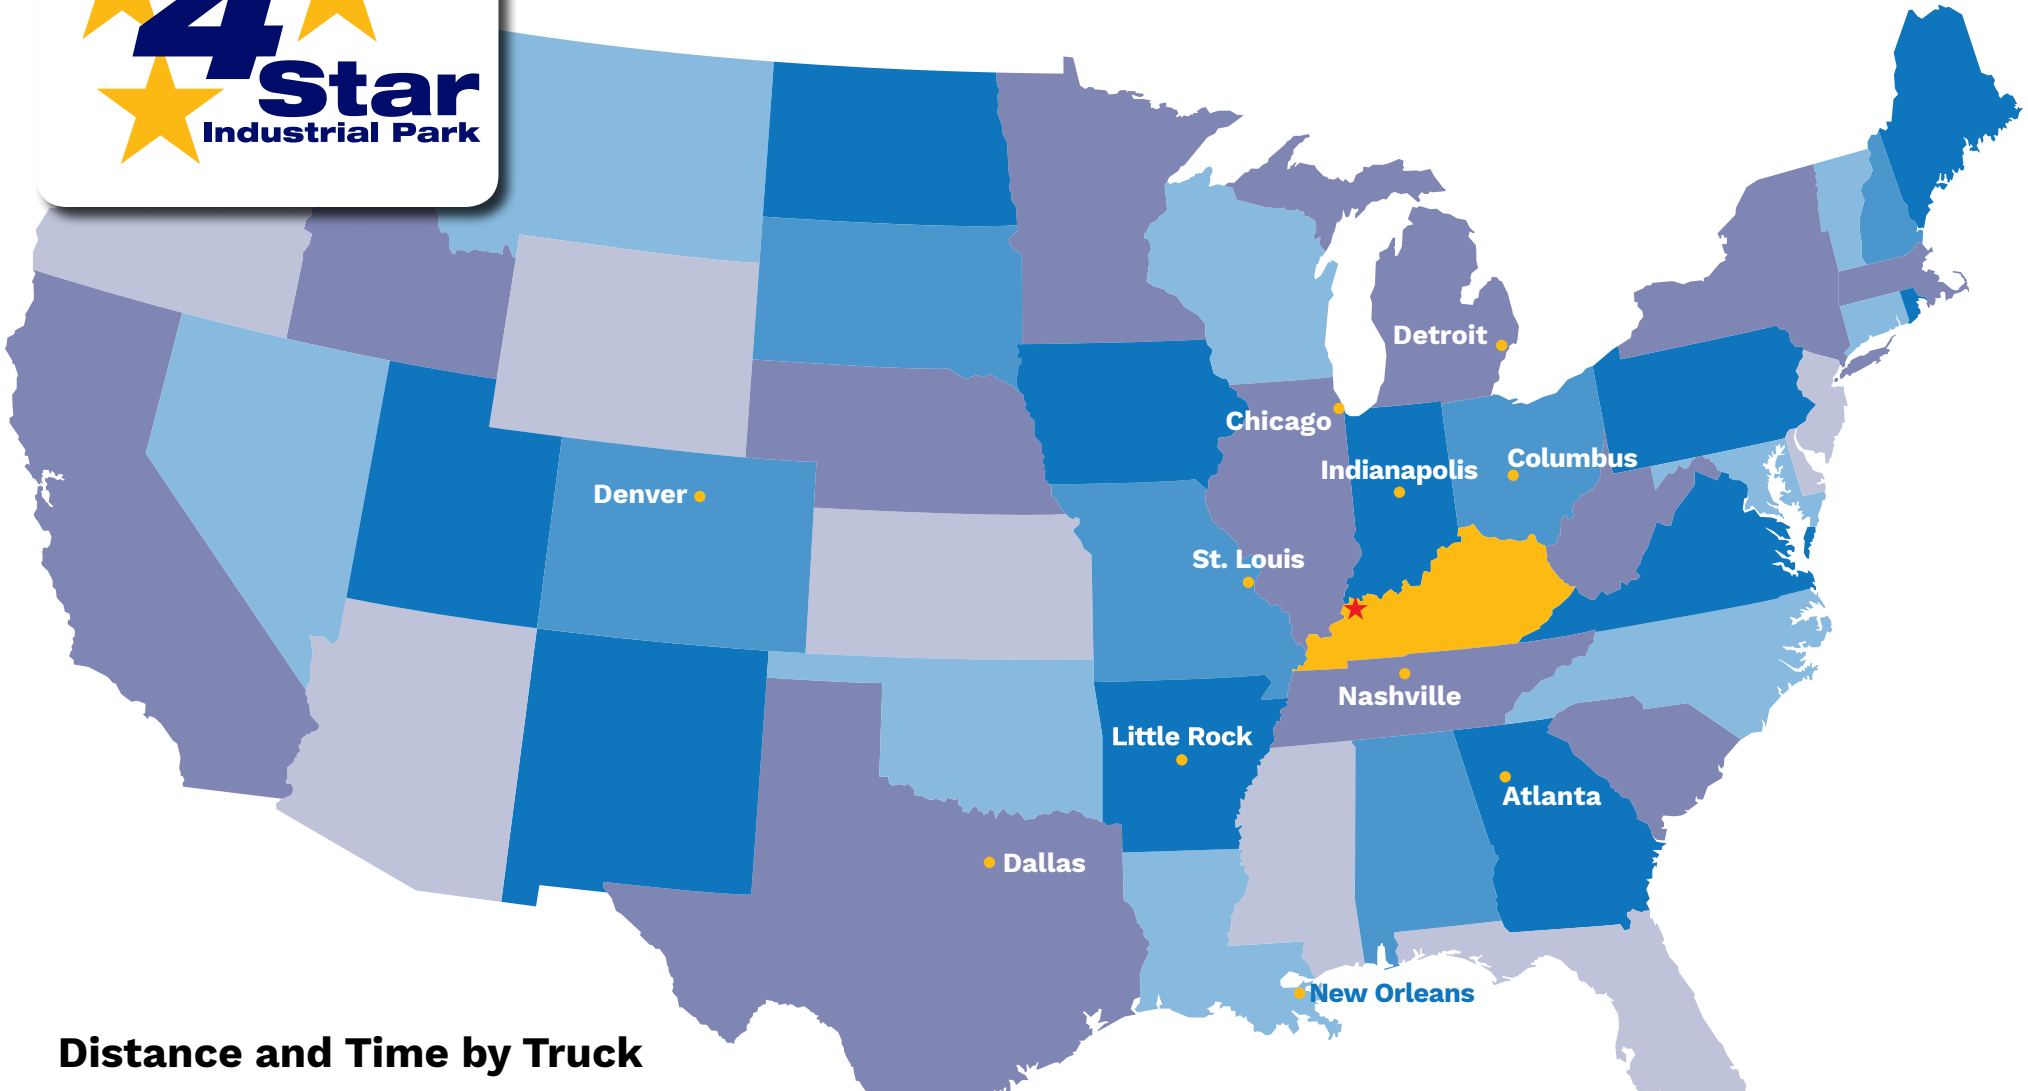 4
Star
Industrial Park
Detroit
Chicago
Indianapolis
Columbus
Denver
St. Louis
Nashville
Little Rock
Atlanta
Dallas
New Orleans
Distance and Time by Truck